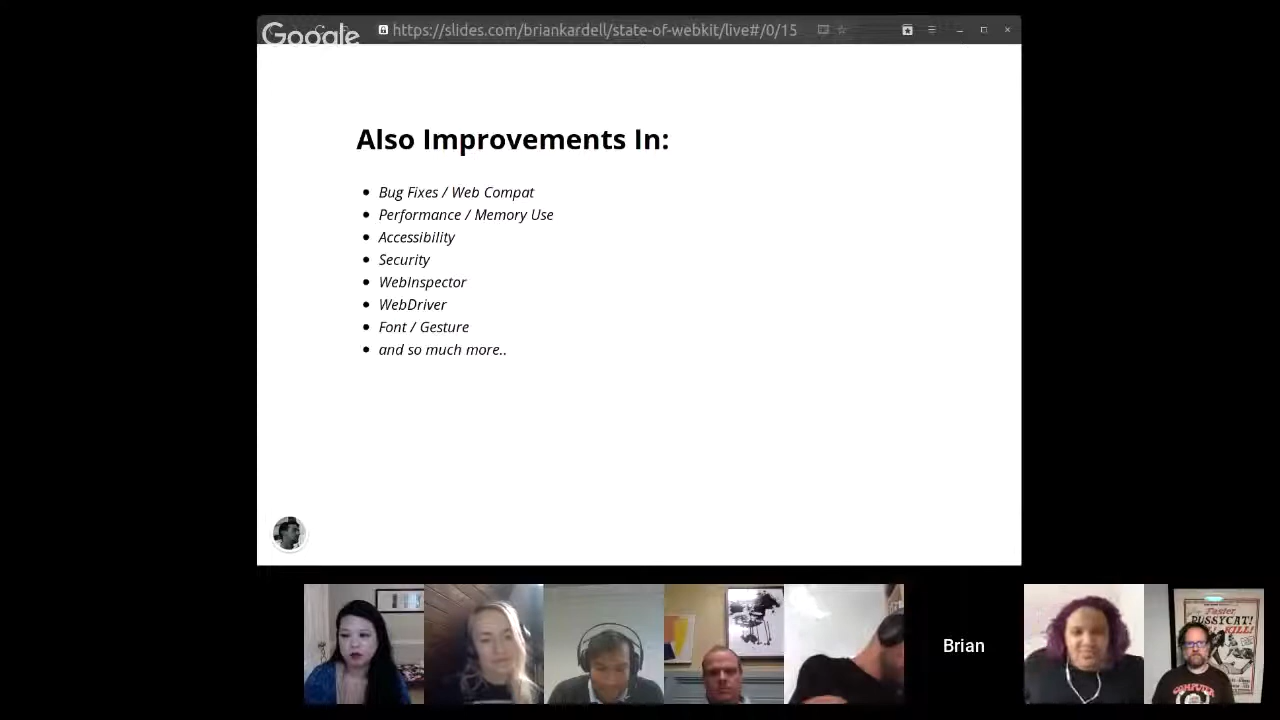 Google
https://slides.com/briankardell/state-of-webkit/live#/0/15
Also Improvements In:
Bug Fixes / Web Compat
Performance / Memory Use
Accessibility
Security
WebInspector
WebDriver
Font / Gesture
and so much more..
Brian
Faster,
PUSSYCAT!
KILL!
COMPUTER